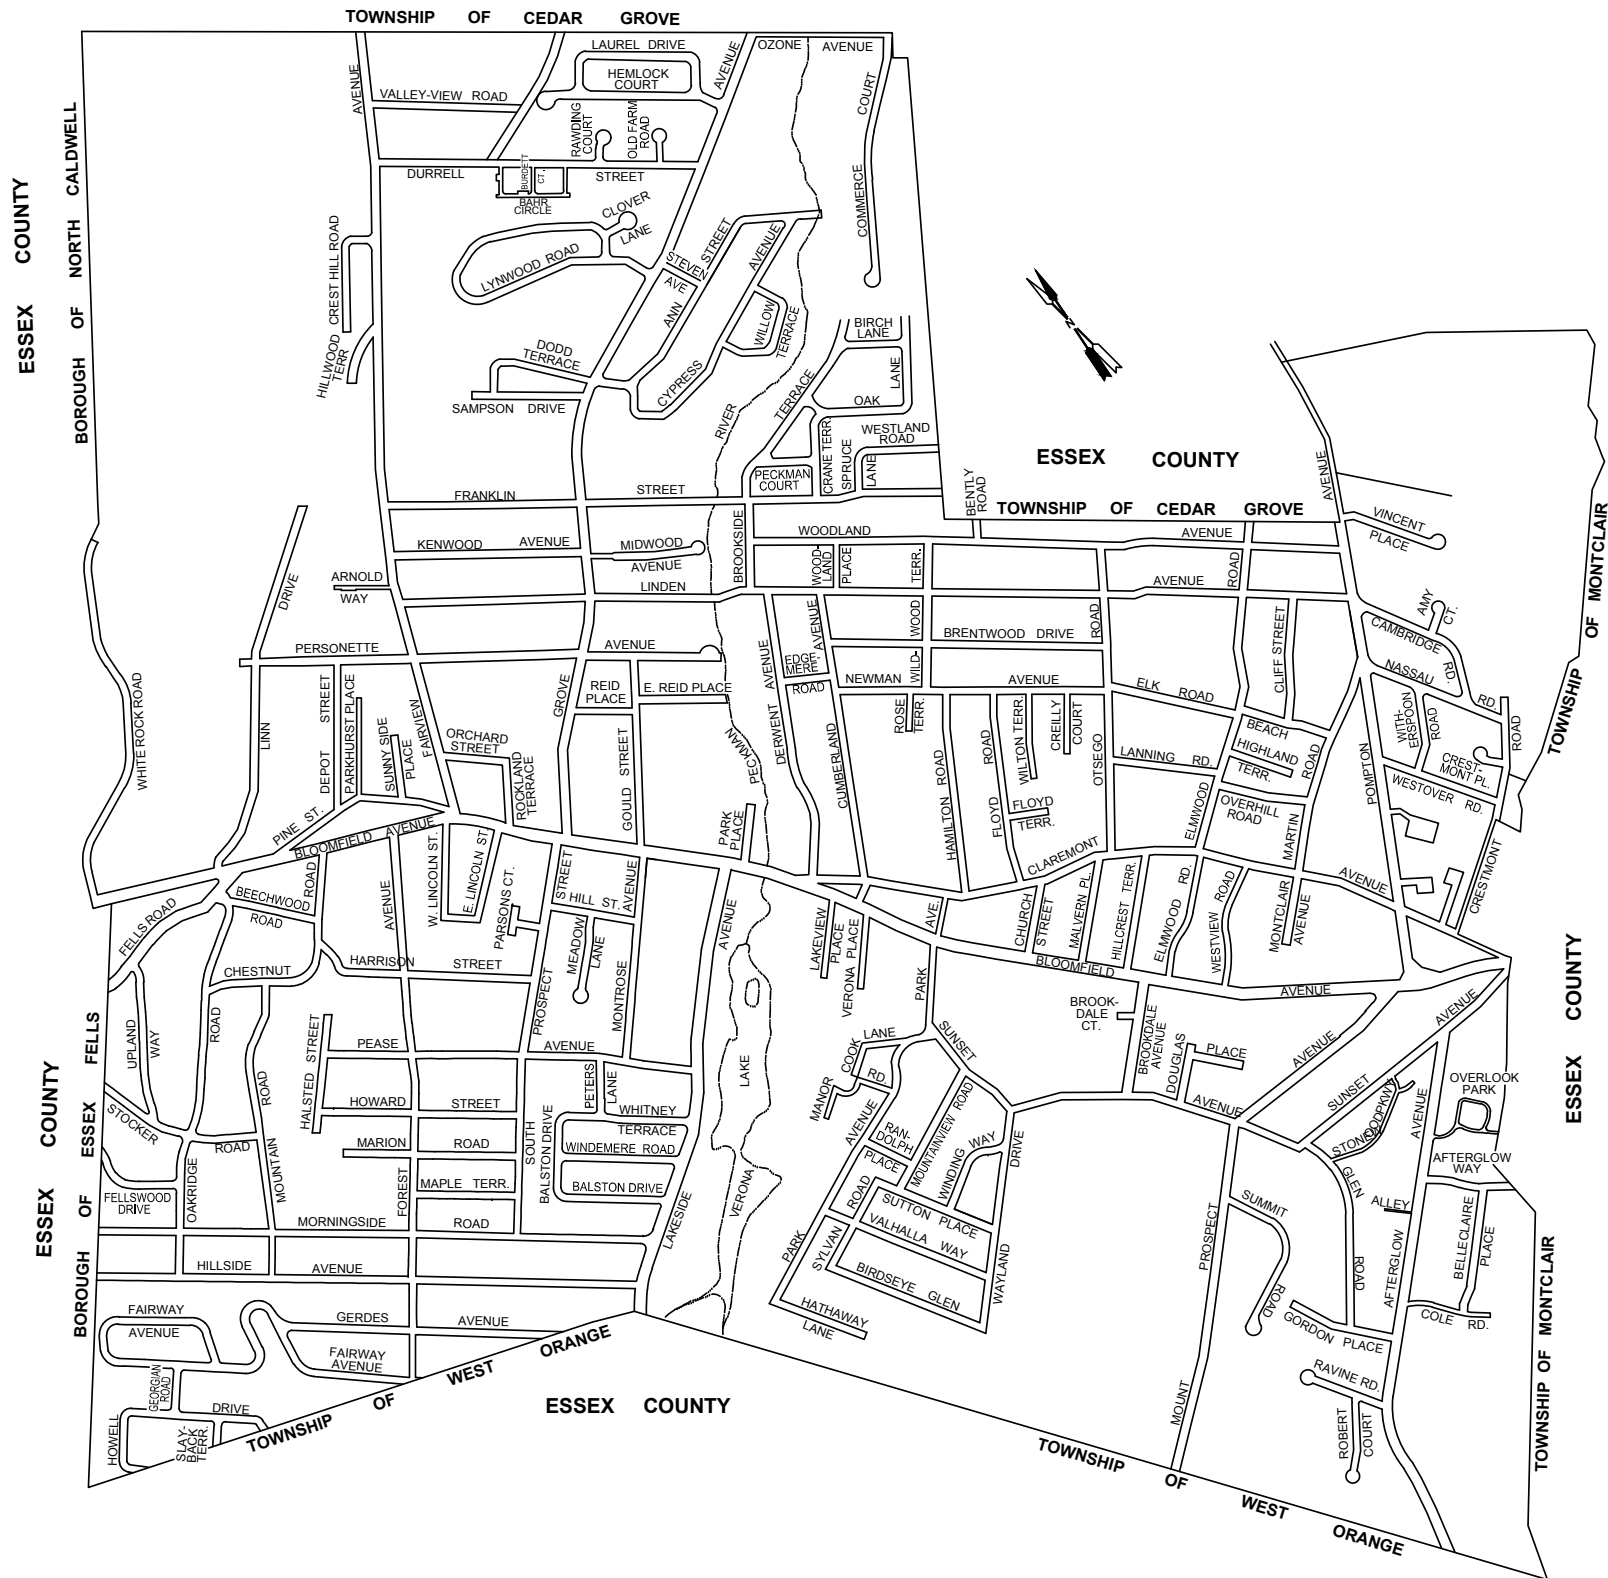 TOWNSHIP OF CEDAR GROVE
LAUREL DRIVE
HEMLOCK
COURT
AVENUE
OZONE AVENUE
AVENUE
VALLEY-VIEW ROAD
RAWDING
COURT
OLD FARM
ROAD
COURT
COMMERCE
DURRELL STREET
BURDETT
CT.
BAHR
CIRCLE
CLOVER
LANE
LYNWOOD ROAD
STEVEN
AVE
STREET
ANN
AVENUE
CYPRESS
WILLOW
TERRACE
ESSEX COUNTY
BOROUGH OF NORTH CALDWELL
CREST HILL ROAD
HILLWOOD
TERR
DODD
TERRACE
SAMPSON DRIVE
BIRCH
LANE
LANE
OAK
TERRACE
RIVER
N
CRANE TERR.
SPRUCE
LANE
WESTLAND
ROAD
PECKMAN
COURT
BENTLY
ROAD
ESSEX COUNTY
TOWNSHIP OF CEDAR GROVE
AVENUE
VINCENT
PLACE
FRANKLIN STREET
WOODLAND AVENUE
KENWOOD AVENUE
MIDWOOD
AVENUE
BROOKSIDE
WOOD-
LAND
PLACE
TERR.
WOOD
WILD-
ARNOLD
WAY
LINDEN AVENUE
ROAD
AMY
CT.
CAMBRIDGE
RD.
NASSAU RD.
TOWNSHIP OF MONTCLAIR
DRIVE
LINN
PERSONETTE AVENUE
BRENTWOOD DRIVE
ROAD
CLIFF STREET
AVENUE
EDGE-
MERE
ROAD
AVENUE
NEWMAN AVENUE
ELK ROAD
REID
PLACE
E. REID PLACE
GROVE
WHITE ROCK ROAD
DEPOT STREET
PARKHURST PLACE
SUNNY SIDE
PLACE
FAIRVIEW
ORCHARD
STREET
ROCKLAND
TERRACE
GOULD STREET
PECKMAN
DERWENT
CUMBERLAND
ROSE
TERR.
HAMILTON ROAD
FLOYD ROAD
WILTON TERR.
CREILLY
COURT
OTSEGO
FLOYD
TERR.
LANNING RD.
BEACH
HIGHLAND
TERR.
ROAD
ELMWOOD
OVERHILL
ROAD
MARTIN
POMPTON
WITH-
ERSPOON
ROAD
CREST-
MONT PL.
ROAD
WESTOVER RD.
CRESTMONT
PINE ST.
BLOOMFIELD AVENUE
PARK
PLACE
CLAREMONT AVENUE
FELLS ROAD
BEECHWOOD
ROAD
ROAD
AVENUE
W. LINCOLN ST.
E. LINCOLN ST.
PARSONS CT.
STREET
S HILL ST.
AVENUE
MEADOW
LANE
MONTROSE
AVENUE
LAKEVIEW
PLACE
VERONA PLACE
AVE.
PARK
CHURCH
STREET
MALVERN PL.
HILLCREST TERR.
ELMWOOD RD.
WESTVIEW ROAD
MONTCLAIR
AVENUE
CHESTNUT
HARRISON STREET
PROSPECT
BLOOMFIELD AVENUE
BROOK-
DALE
CT.
BROOKDALE
AVENUE
DOUGLAS
PLACE
AVENUE
SUNSET
AVENUE
ESSEX COUNTY
UPLAND
WAY
ROAD
STOCKER
ROAD
HALSTED STREET
PEASE AVENUE
PETERS
LANE
LAKE
COOK LANE
MANOR
RD.
SUNSET
AVENUE
ESSEX COUNTY
BOROUGH OF ESSEX FELLS
ROAD
MOUNTAIN
HOWARD STREET
MARION ROAD
MAPLE TERR.
FOREST
SOUTH
BALSTON DRIVE
WHITNEY
TERRACE
WINDEMERE ROAD
BALSTON DRIVE
LAKESIDE
VERONA
AVENUE
RAN-
DOLPH
PLACE
MOUNTAINVIEW ROAD
WINDING WAY
DRIVE
STONE
WOOD PKWY
AVENUE
OVERLOOK
PARK
AFTERGLOW
WAY
GLEN
ROAD
ALLEY
SUMMIT
ROAD
FELLSWOOD
DRIVE
OAKRIDGE
MORNINGSIDE ROAD
HILLSIDE AVENUE
PARK
SYLVAN
ROAD
SUTTON PLACE
VALHALLA WAY
BIRDSEYE GLEN
WAYLAND
HATHAWAY
LANE
PROSPECT
MOUNT
AFTERGLOW
BELLECLAIRE
PLACE
COLE RD.
GORDON PLACE
RAVINE RD.
ROBERT
COURT
TOWNSHIP OF MONTCLAIR
FAIRWAY
AVENUE
GERDES AVENUE
FAIRWAY
AVENUE
GEORGIAN
ROAD
DRIVE
HOWELL
SLAY-
BACK
TERR.
TOWNSHIP OF WEST ORANGE
ESSEX COUNTY
TOWNSHIP OF WEST ORANGE